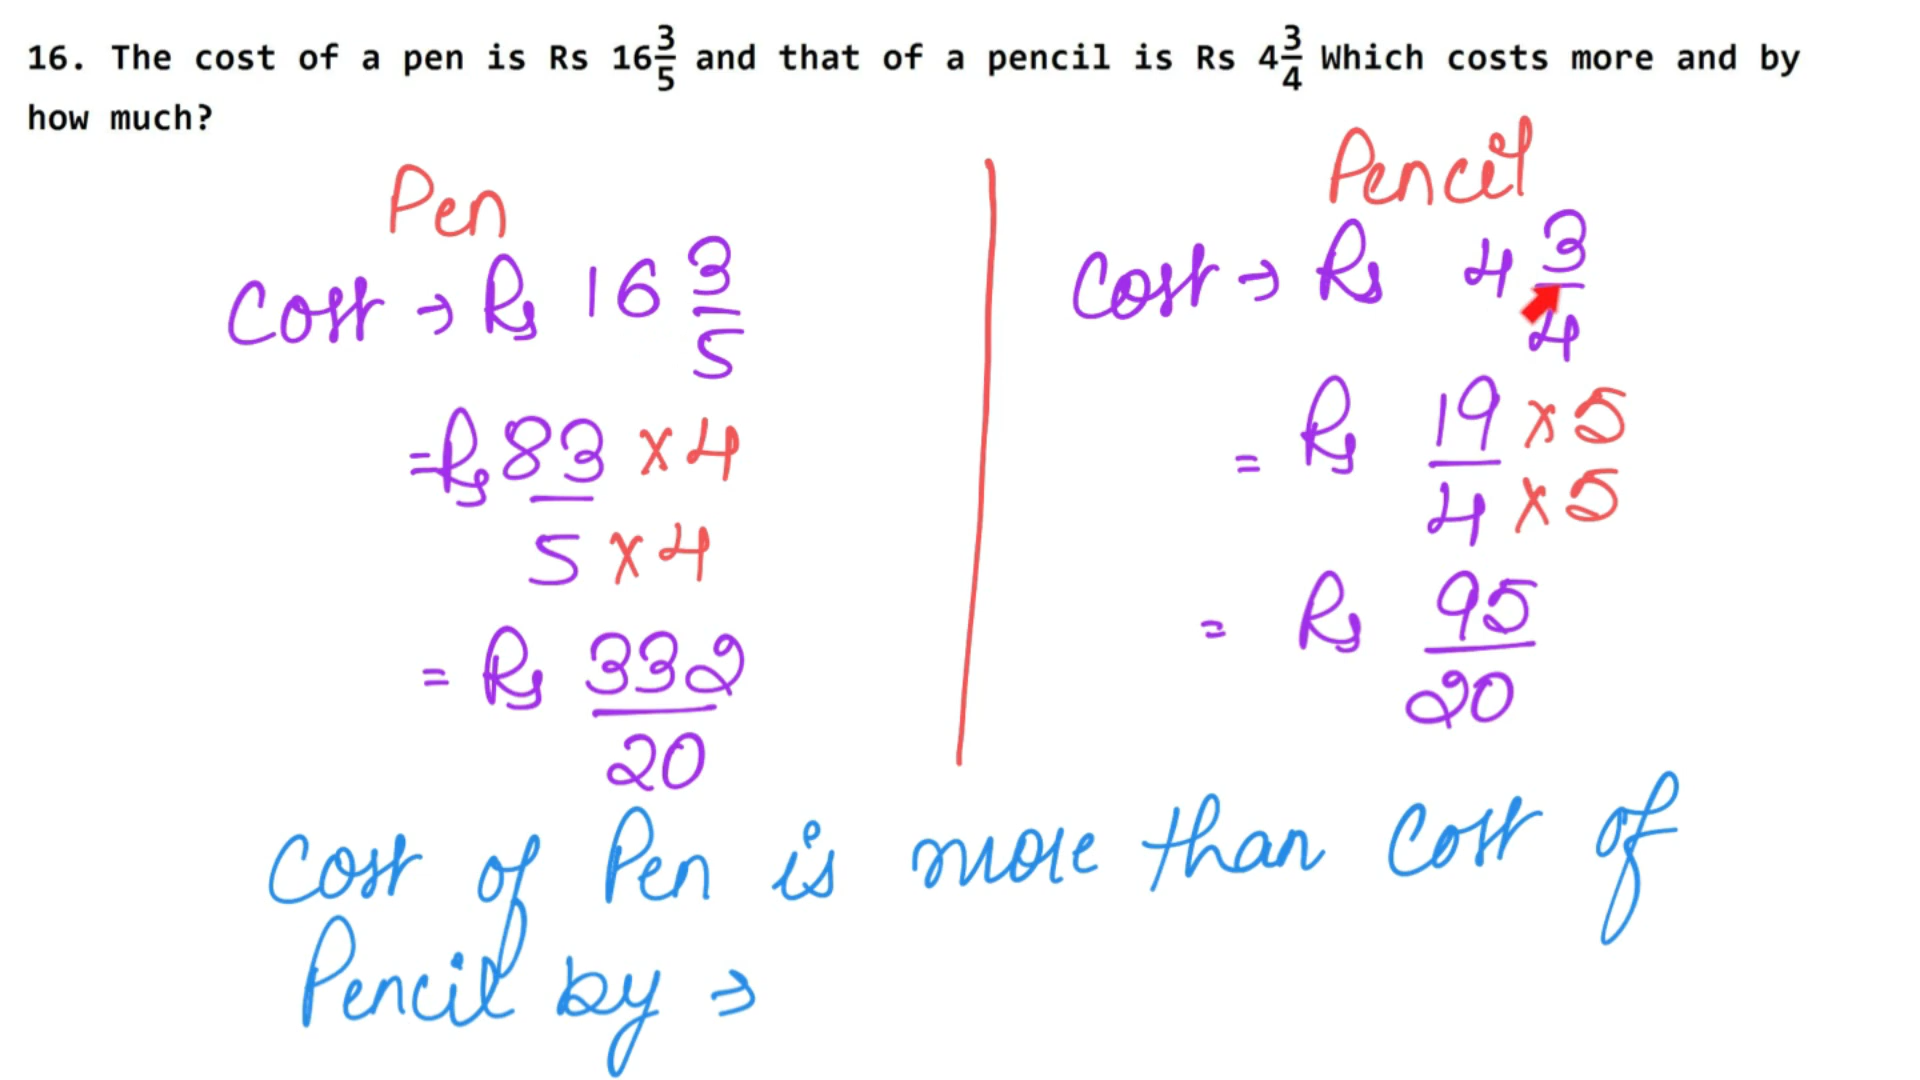 16. The cost of a pen is Rs 16 3/5 and that of a pencil is Rs 4 3/4 Which costs more and by
how much?
Pen
Cost → Rs 16 3/5
= Rs 83 × 4 / 5 × 4
= Rs 332/20
Pencil
Cost → Rs 4 3/4
= Rs 19 × 5 / 4 × 5
= Rs 95/20
Cost of Pen is more than Cost of
Pencil by ⇒